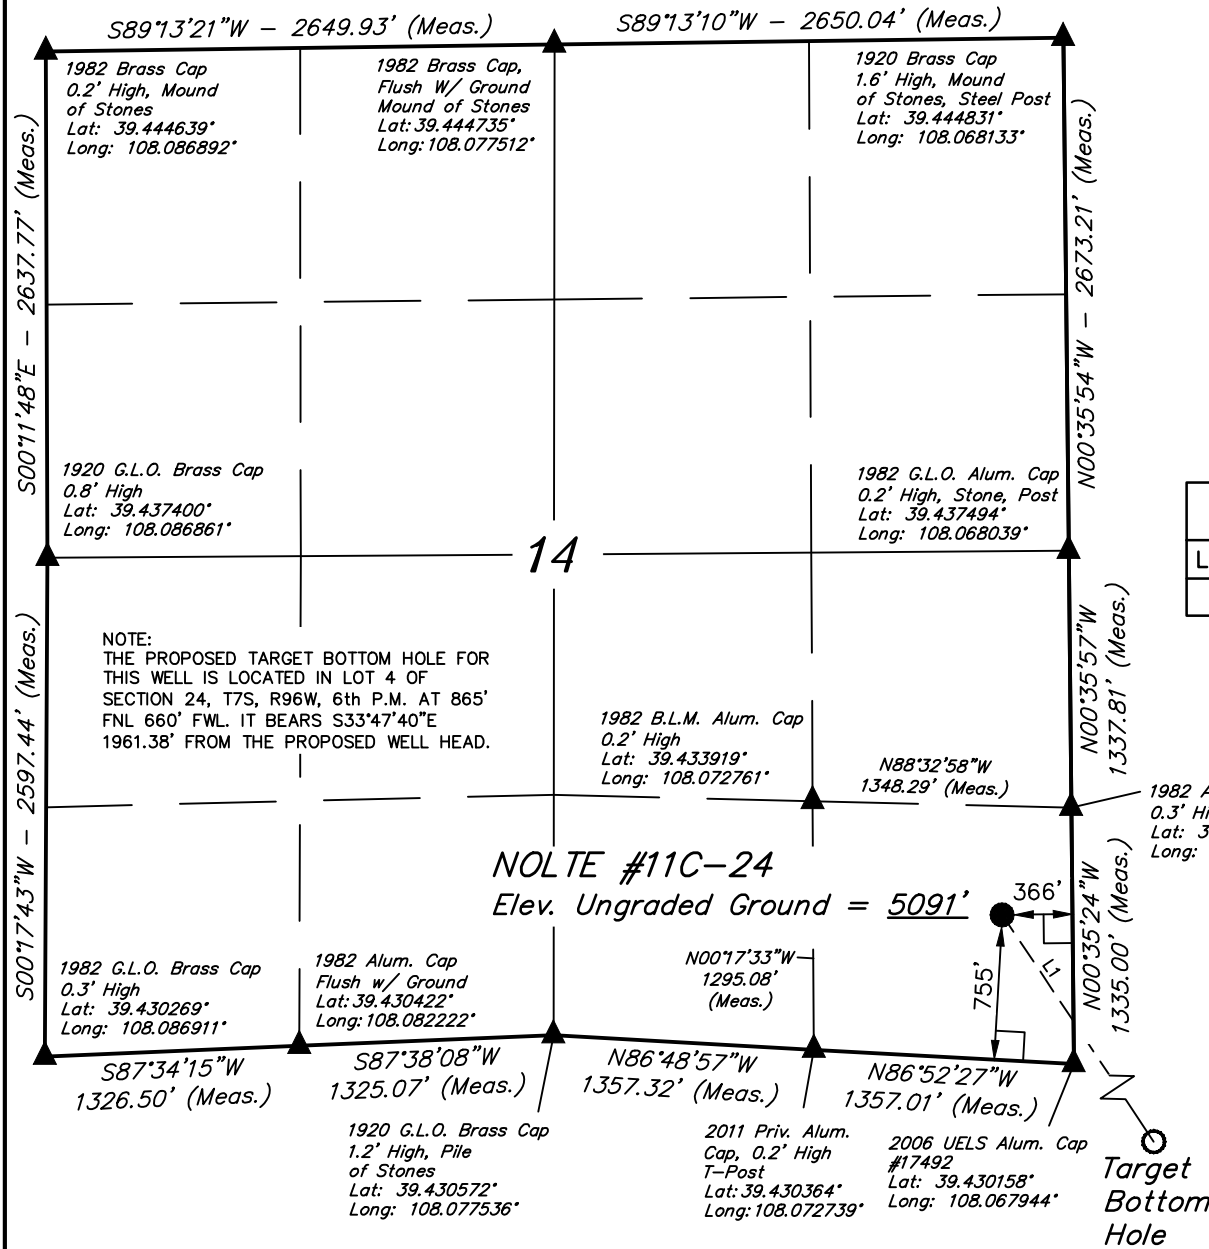 S89°13'21"W - 2649.93' (Meas.)
S89°13'10"W - 2650.04' (Meas.)
1982 Brass Cap
0.2' High, Mound
of Stones
Lat: 39.444639°
Long: 108.086892°
1982 Brass Cap,
Flush W/ Ground
Mound of Stones
Lat: 39.444735°
Long: 108.077512°
1920 Brass Cap
1.6' High, Mound
of Stones, Steel Post
Lat: 39.444831°
Long: 108.068133°
S00°11'48"E - 2637.77' (Meas.)
N00°35'54"W - 2673.21' (Meas.)
1920 G.L.O. Brass Cap
0.8' High
Lat: 39.437400°
Long: 108.086861°
1982 G.L.O. Alum. Cap
0.2' High, Stone, Post
Lat: 39.437494°
Long: 108.068039°
14
L
NOTE:
THE PROPOSED TARGET BOTTOM HOLE FOR
THIS WELL IS LOCATED IN LOT 4 OF
SECTION 24, T7S, R96W, 6th P.M. AT 865'
FNL 660' FWL. IT BEARS S33°47'40"E
1961.38' FROM THE PROPOSED WELL HEAD.
S00°17'43"W - 2597.44' (Meas.)
N00°35'57"W
1337.81' (Meas.)
1982 B.L.M. Alum. Cap
0.2' High
Lat: 39.433919°
Long: 108.072761°
N88°32'58"W
1348.29' (Meas.)
1982 A
0.3' Hi
Lat: 3
Long:
NOLTE #11C-24
Elev. Ungraded Ground = 5091'
366'
755'
L1
N00°35'24"W
1335.00' (Meas.)
N00°17'33"W
1295.08'
(Meas.)
1982 G.L.O. Brass Cap
0.3' High
Lat: 39.430269°
Long: 108.086911°
1982 Alum. Cap
Flush w/ Ground
Lat: 39.430422°
Long: 108.082222°
S87°34'15"W
1326.50' (Meas.)
S87°38'08"W
1325.07' (Meas.)
N86°48'57"W
1357.32' (Meas.)
N86°52'27"W
1357.01' (Meas.)
1920 G.L.O. Brass Cap
1.2' High, Pile
of Stones
Lat: 39.430572°
Long: 108.077536°
2011 Priv. Alum.
Cap, 0.2' High
T-Post
Lat: 39.430364°
Long: 108.072739°
2006 UELS Alum. Cap
#17492
Lat: 39.430158°
Long: 108.067944°
Target
Bottom
Hole